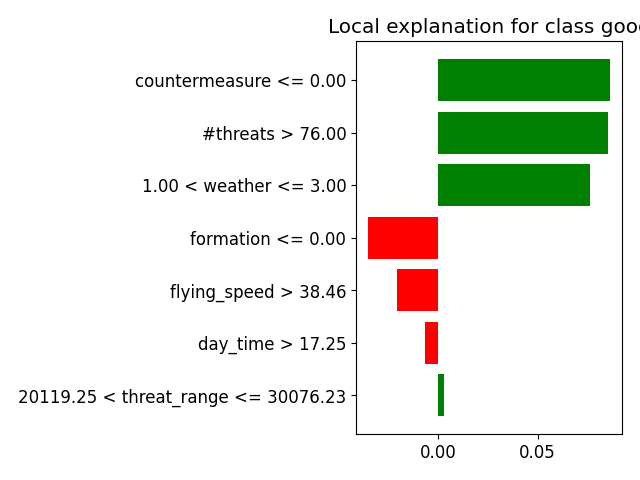 Local explanation for class goo
countermeasure <= 0.00
#threats > 76.00
1.00 < weather <= 3.00
formation <= 0.00
flying_speed > 38.46
day_time > 17.25
20119.25 < threat_range <= 30076.23
0.00 0.05